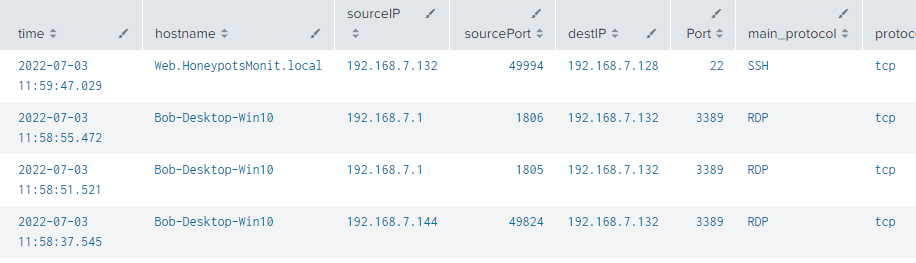 sourceIP
time hostname sourcePort destIP Port main_protocol protoc
2022-07-03 Web.HoneypotsMonit.local 192.168.7.132 49994 192.168.7.128 22 SSH tcp
11:59:47.029
2022-07-03 Bob-Desktop-Win10 192.168.7.1 1806 192.168.7.132 3389 RDP tcp
11:58:55.472
2022-07-03 Bob-Desktop-Win10 192.168.7.1 1805 192.168.7.132 3389 RDP tcp
11:58:51.521
2022-07-03 Bob-Desktop-Win10 192.168.7.144 49824 192.168.7.132 3389 RDP tcp
11:58:37.545